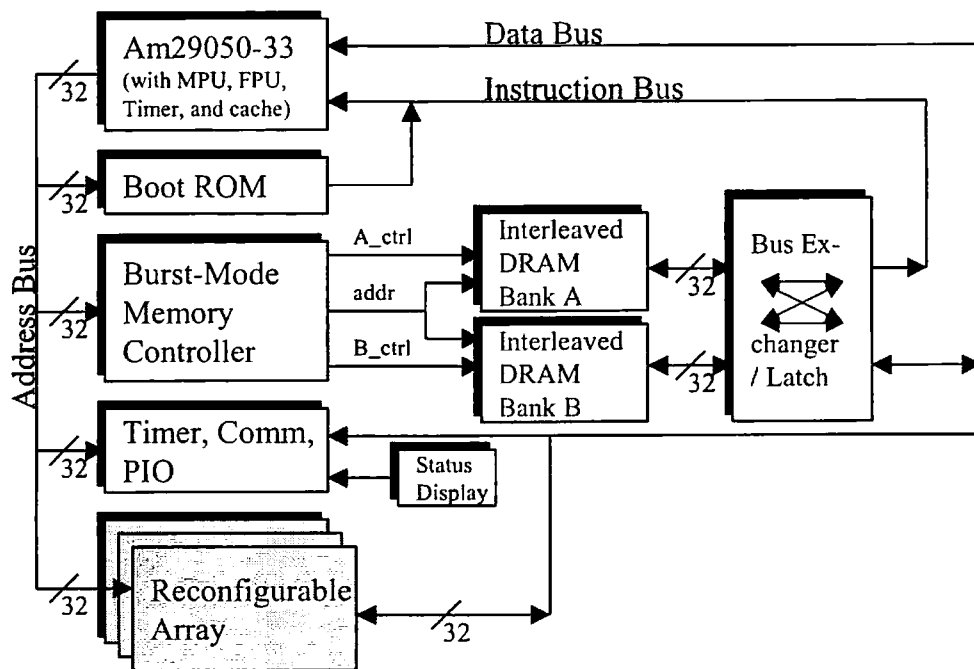 Am29050-33
(with MPU, FPU,
Timer, and cache)
Data Bus
Instruction Bus
32
Boot ROM
32
Address Bus
Burst-Mode
Memory
Controller
32
A_ctrl
addr
B_ctrl
Interleaved
DRAM
Bank A
32
Interleaved
DRAM
Bank B
32
Bus Ex-
changer
/ Latch
Timer, Comm,
PIO
32
Status
Display
Reconfigurable
Array
32
32